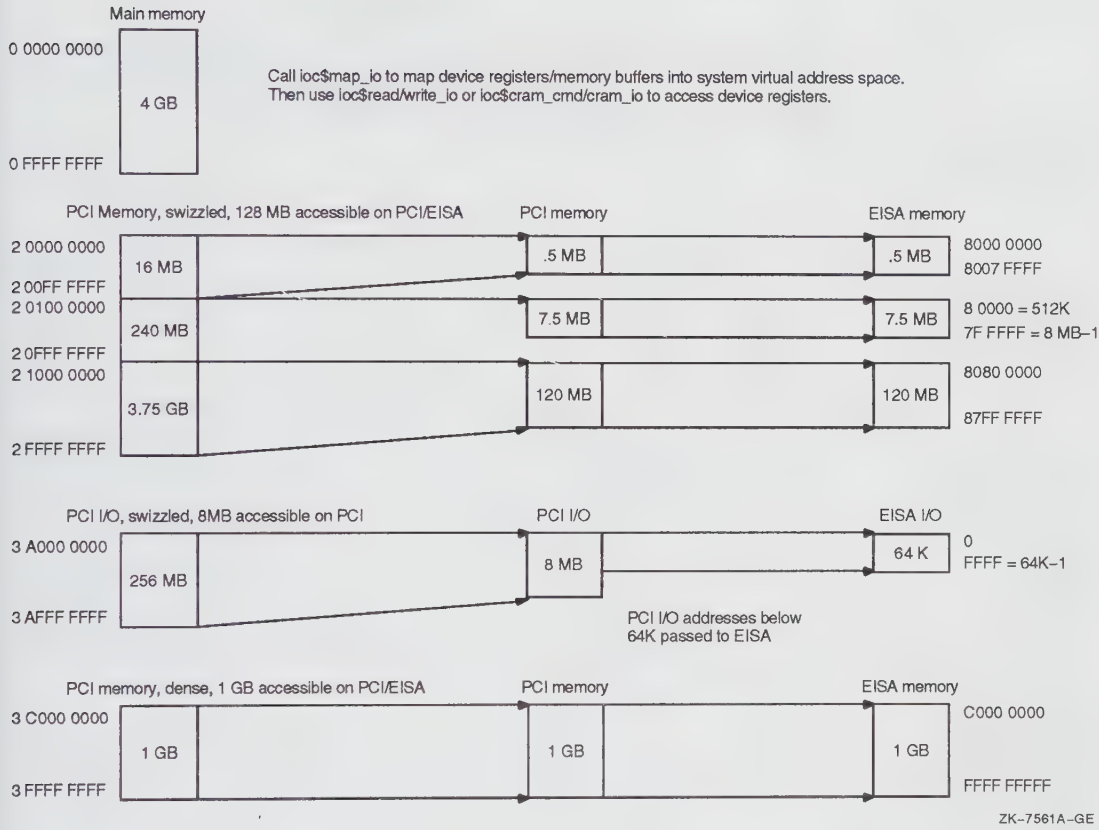 Main memory
0 0000 0000
4 GB
0 FFFF FFFF
Call ioc$map_io to map device registers/memory buffers into system virtual address space.
Then use ioc$read/write_io or ioc$cram_cmd/cram_io to access device registers.
PCI Memory, swizzled, 128 MB accessible on PCI/EISA
PCI memory
EISA memory
2 0000 0000
16 MB
.5 MB
.5 MB
8000 0000
8007 FFFF
2 00FF FFFF
2 0100 0000
240 MB
7.5 MB
7.5 MB
8 0000 = 512K
7F FFFF = 8 MB–1
2 0FFF FFFF
2 1000 0000
3.75 GB
120 MB
120 MB
8080 0000
87FF FFFF
2 FFFF FFFF
PCI I/O, swizzled, 8MB accessible on PCI
PCI I/O
EISA I/O
3 A000 0000
256 MB
8 MB
64 K
0
FFFF = 64K–1
3 AFFF FFFF
PCI I/O addresses below
64K passed to EISA
PCI memory, dense, 1 GB accessible on PCI/EISA
PCI memory
EISA memory
3 C000 0000
1 GB
1 GB
1 GB
C000 0000
3 FFFF FFFF
FFFF FFFFF
ZK–7561A–GE